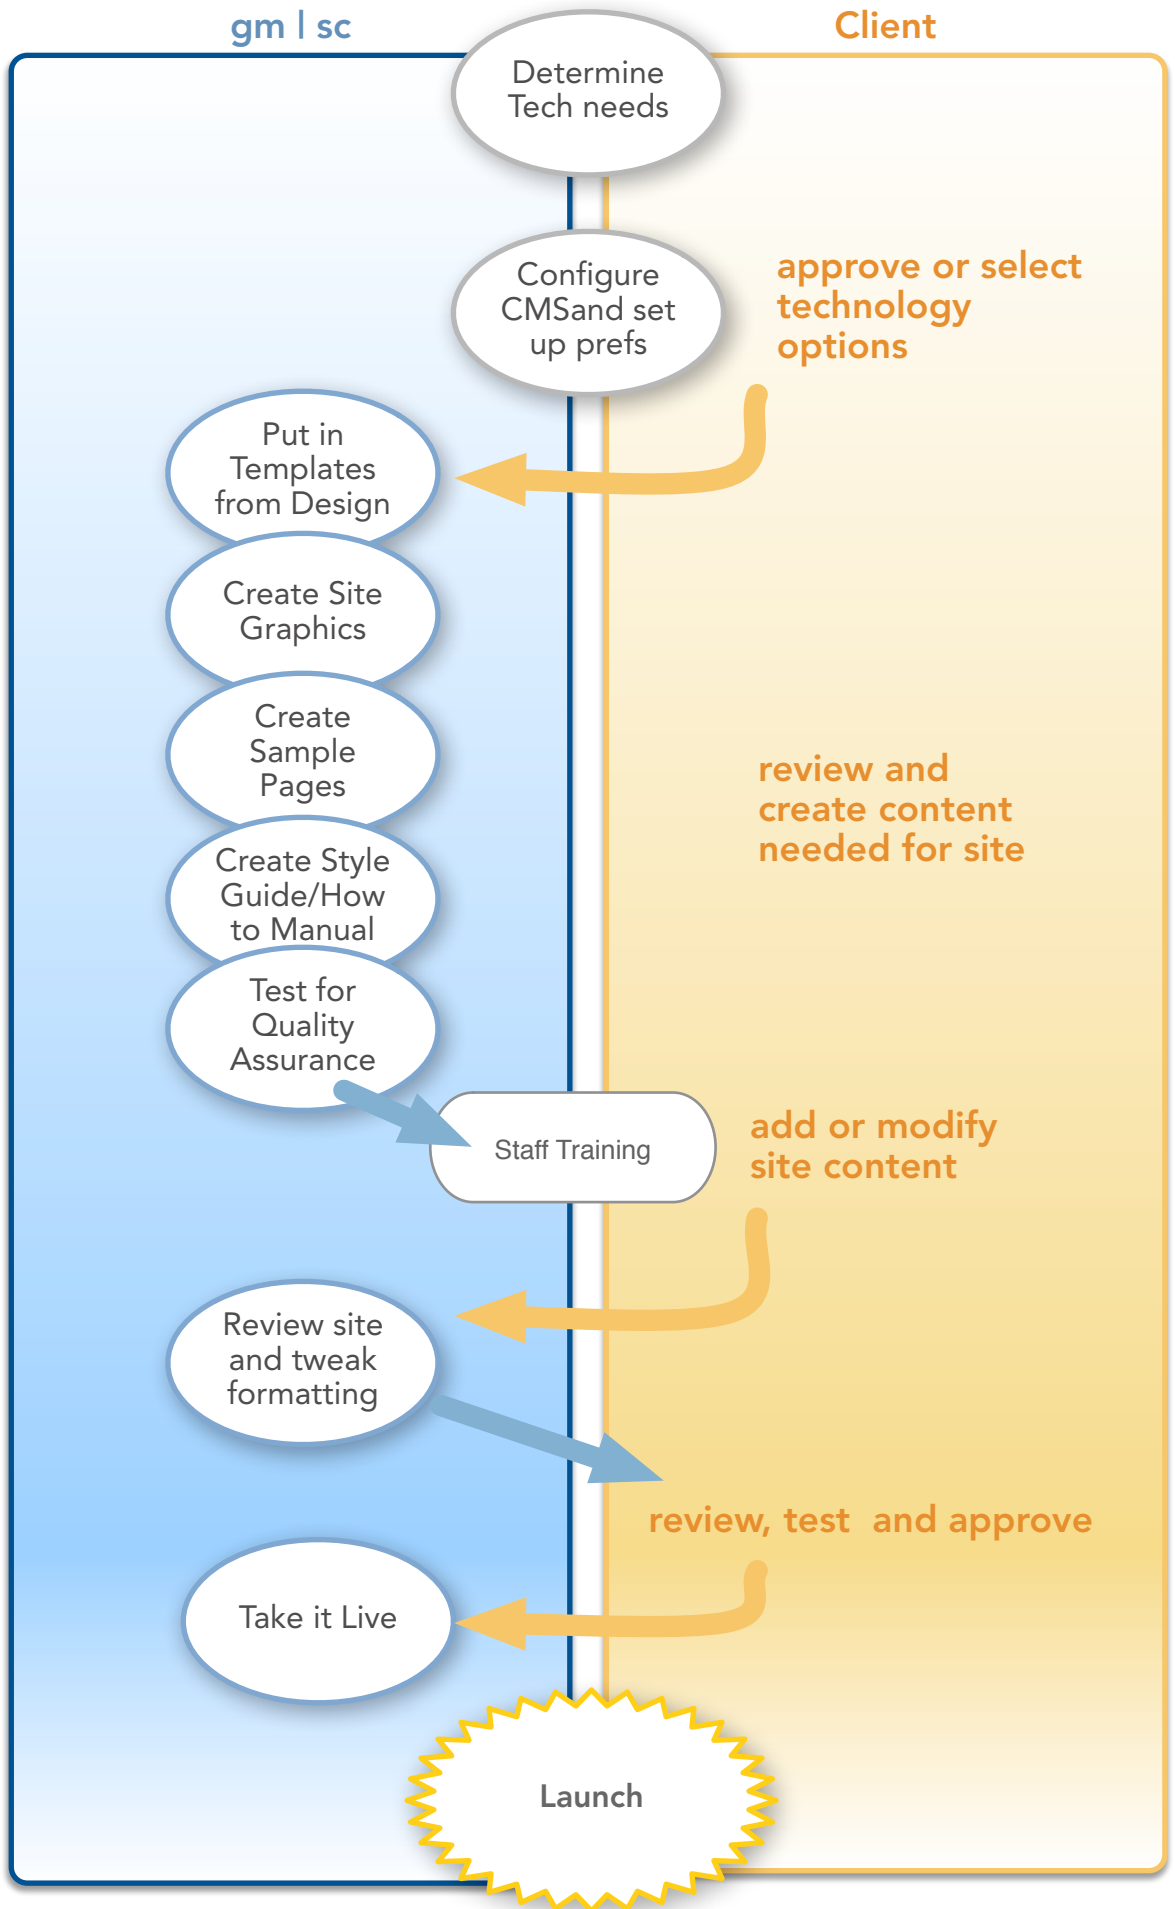 gm | sc
Client
Determine
Tech needs
Configure
CMSand set
up prefs
approve or select
technology
options
Put in
Templates
from Design
Create Site
Graphics
Create
Sample
Pages
review and
create content
needed for site
Create Style
Guide/How
to Manual
Test for
Quality
Assurance
Staff Training
add or modify
site content
Review site
and tweak
formatting
review, test  and approve
Take it Live
Launch